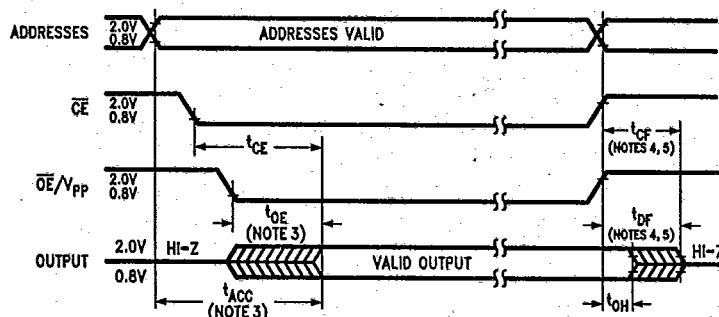 ADDRESSES 2.0V 0.8V ADDRESSES VALID
CE 2.0V 0.8V
tCE
tCF
(NOTES 4, 5)
OE/VPP 2.0V 0.8V
tOE
(NOTE 3)
tDF
(NOTES 4, 5)
OUTPUT 2.0V 0.8V HI-Z VALID OUTPUT HI-Z
tACC
(NOTE 3)
tOH